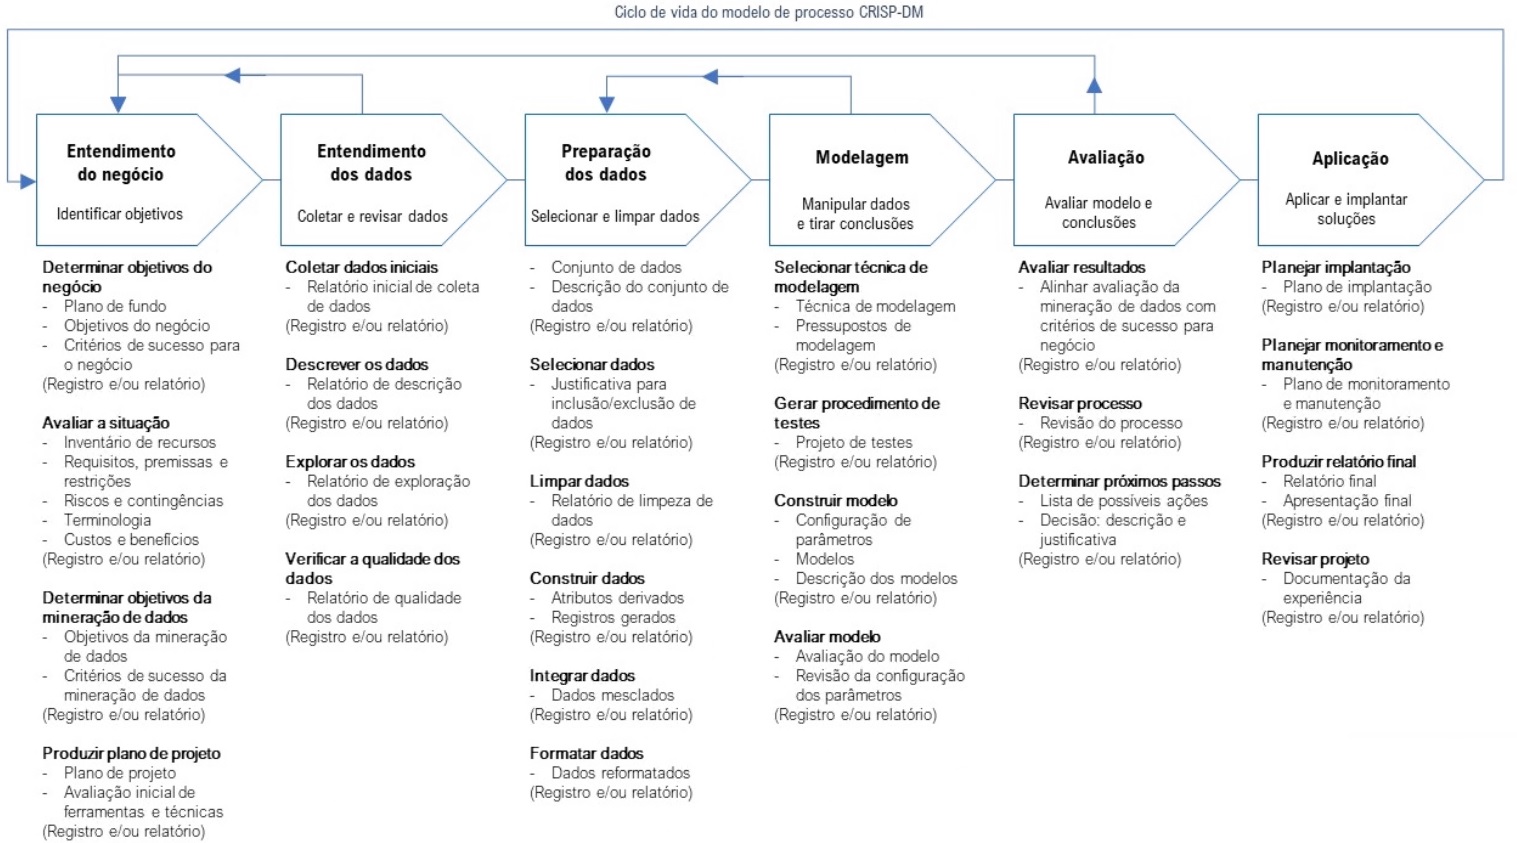 Ciclo de vida do modelo de processo CRISP-DM
Entendimento
do negócio
Identificar objetivos
Entendimento
dos dados
Coletar e revisar dados
Preparação
dos dados
Selecionar e limpar dados
Modelagem
Manipular dados
e tirar conclusões
Avaliação
Avaliar modelo e
conclusões
Aplicação
Aplicar e implantar
soluções
Determinar objetivos do
negócio
- Plano de fundo
- Objetivos do negócio
- Critérios de sucesso para
o negócio
(Registro e/ou relatório)
Avaliar a situação
- Inventário de recursos
- Requisitos, premissas e
restrições
- Riscos e contingências
- Terminologia
- Custos e benefícios
(Registro e/ou relatório)
Determinar objetivos da
mineração de dados
- Objetivos da mineração
de dados
- Critérios de sucesso da
mineração de dados
(Registro e/ou relatório)
Produzir plano de projeto
- Plano de projeto
- Avaliação inicial de
ferramentas e técnicas
(Registro e/ou relatório)
Coletar dados iniciais
- Relatório inicial de coleta
de dados
(Registro e/ou relatório)
Descrever os dados
- Relatório de descrição
dos dados
(Registro e/ou relatório)
Explorar os dados
- Relatório de exploração
dos dados
(Registro e/ou relatório)
Verificar a qualidade dos
dados
- Relatório de qualidade
dos dados
(Registro e/ou relatório)
- Conjunto de dados
- Descrição do conjunto de
dados
(Registro e/ou relatório)
Selecionar dados
- Justificativa para
inclusão/exclusão de
dados
(Registro e/ou relatório)
Limpar dados
- Relatório de limpeza de
dados
(Registro e/ou relatório)
Construir dados
- Atributos derivados
- Registros gerados
(Registro e/ou relatório)
Integrar dados
- Dados mesclados
(Registro e/ou relatório)
Formatar dados
- Dados reformatados
(Registro e/ou relatório)
Selecionar técnica de
modelagem
- Técnica de modelagem
- Pressupostos de
modelagem
(Registro e/ou relatório)
Gerar procedimento de
testes
- Projeto de testes
(Registro e/ou relatório)
Construir modelo
- Configuração de
parâmetros
- Modelos
- Descrição dos modelos
(Registro e/ou relatório)
Avaliar modelo
- Avaliação do modelo
- Revisão da configuração
dos parâmetros
(Registro e/ou relatório)
Avaliar resultados
- Alinhar avaliação da
mineração de dados com
critérios de sucesso para
negócio
(Registro e/ou relatório)
Revisar processo
- Revisão do processo
(Registro e/ou relatório)
Determinar próximos passos
- Lista de possíveis ações
- Decisão: descrição e
justificativa
(Registro e/ou relatório)
Planejar implantação
- Plano de implantação
(Registro e/ou relatório)
Planejar monitoramento e
manutenção
- Plano de monitoramento
e manutenção
(Registro e/ou relatório)
Produzir relatório final
- Relatório final
- Apresentação final
(Registro e/ou relatório)
Revisar projeto
- Documentação da
experiência
(Registro e/ou relatório)